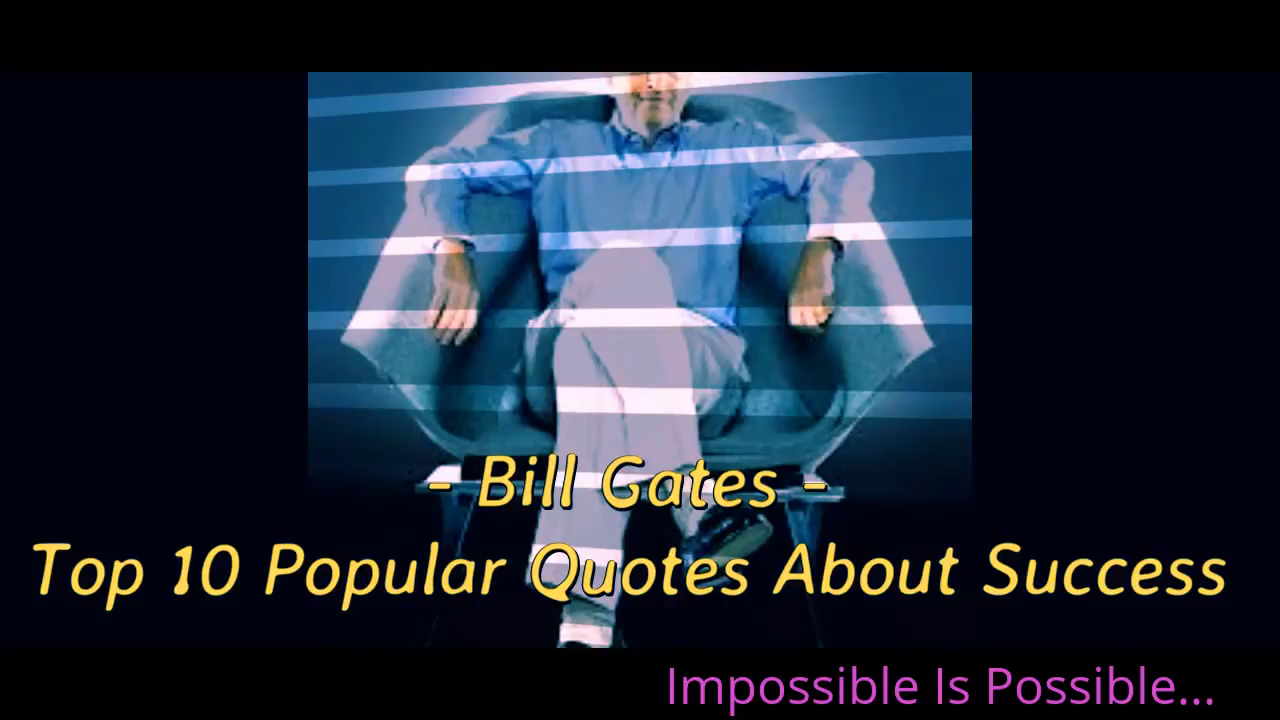 - Bill Gates -
Top 10 Popular Quotes About Success
Impossible Is Possible...